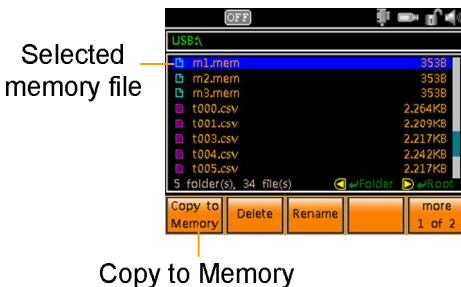 OFF
USB:\
Selected
memory file
m1.mem 353B
m2.mem 353B
m3.mem 353B
t000.csv 2.264KB
t001.csv 2.209KB
t003.csv 2.217KB
t004.csv 2.242KB
t005.csv 2.217KB
5 folder(s), 34 file(s) Folder Root
Copy to Memory Delete Rename more 1 of 2
Copy to Memory